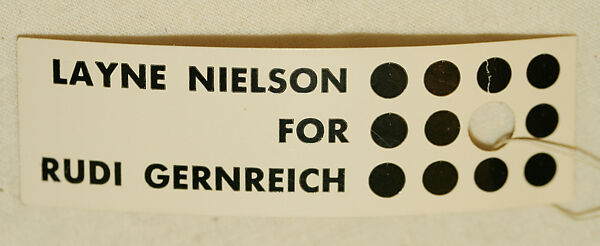 LAYNE NIELSON
FOR
RUDI GERNREICH